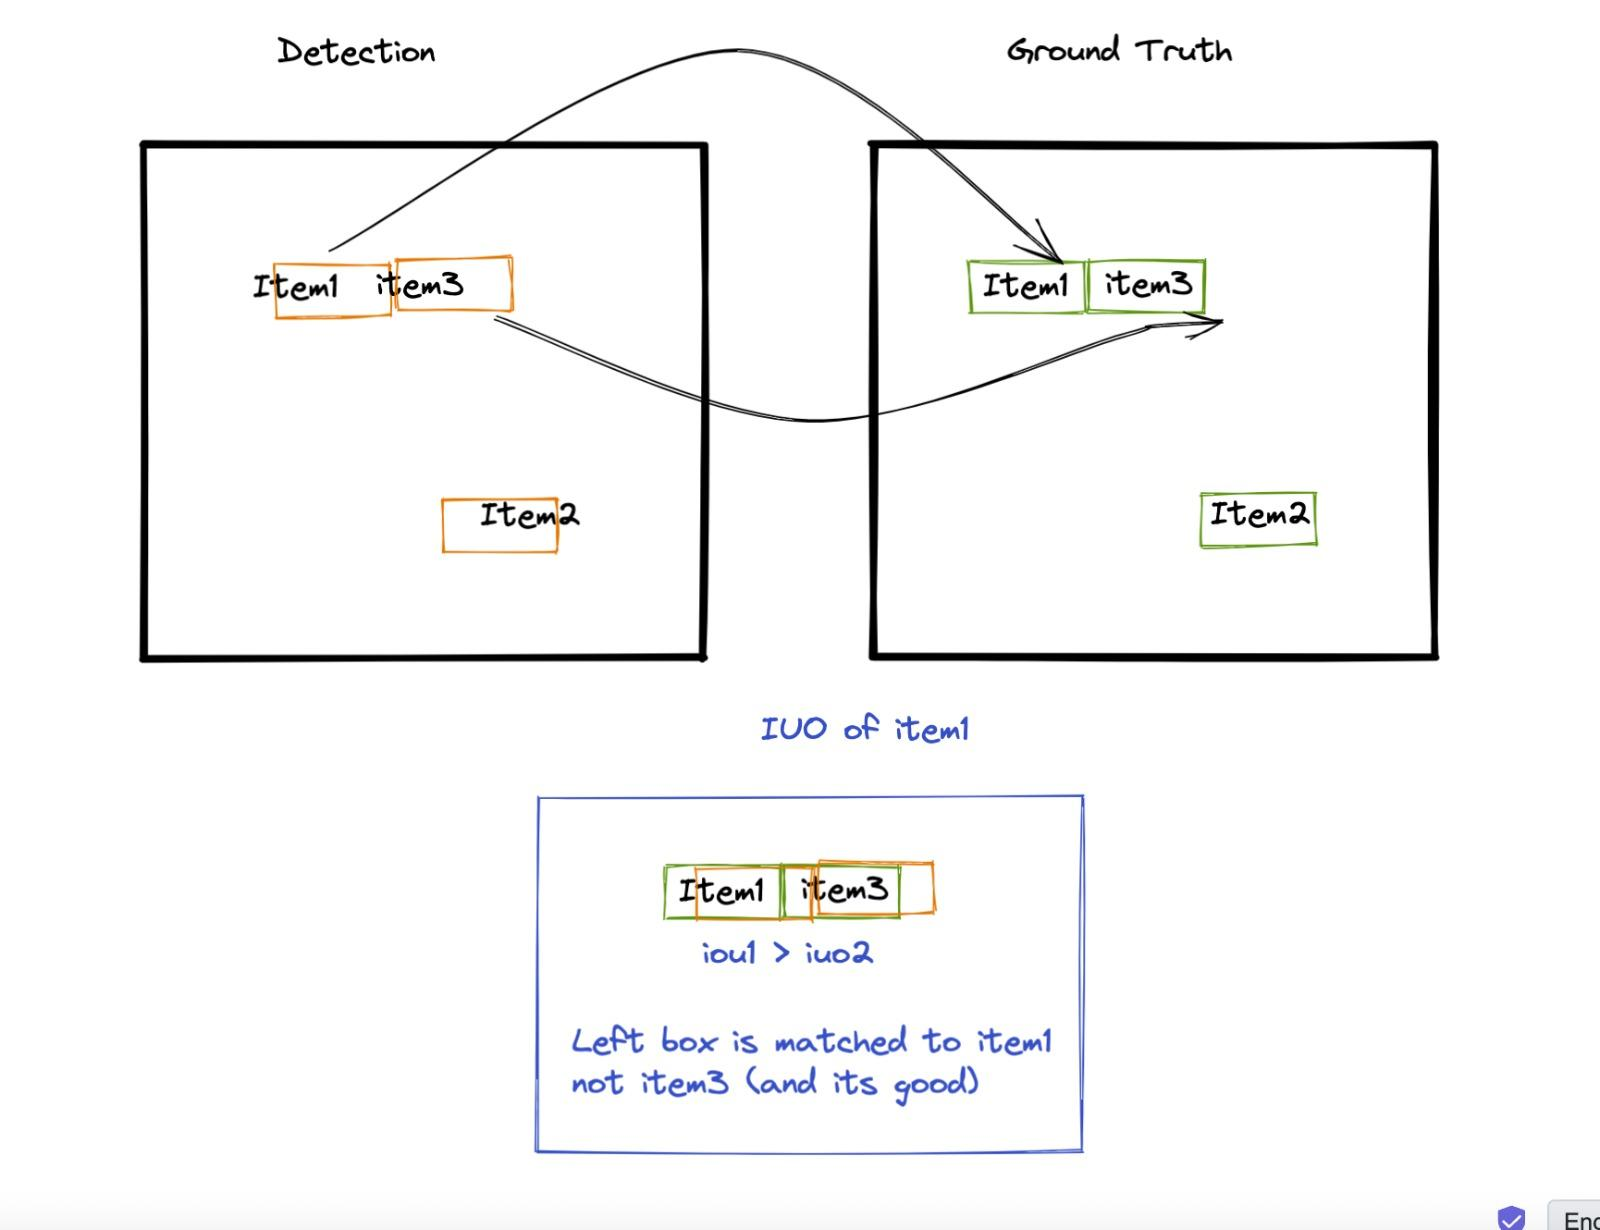 Detection
Ground Truth
Item1
item3
Item1
item3
Item2
Item2
IUO of item1
Item1
item3
iou1 > iuo2
Left box is matched to item1
not item3 (and its good)
Enc